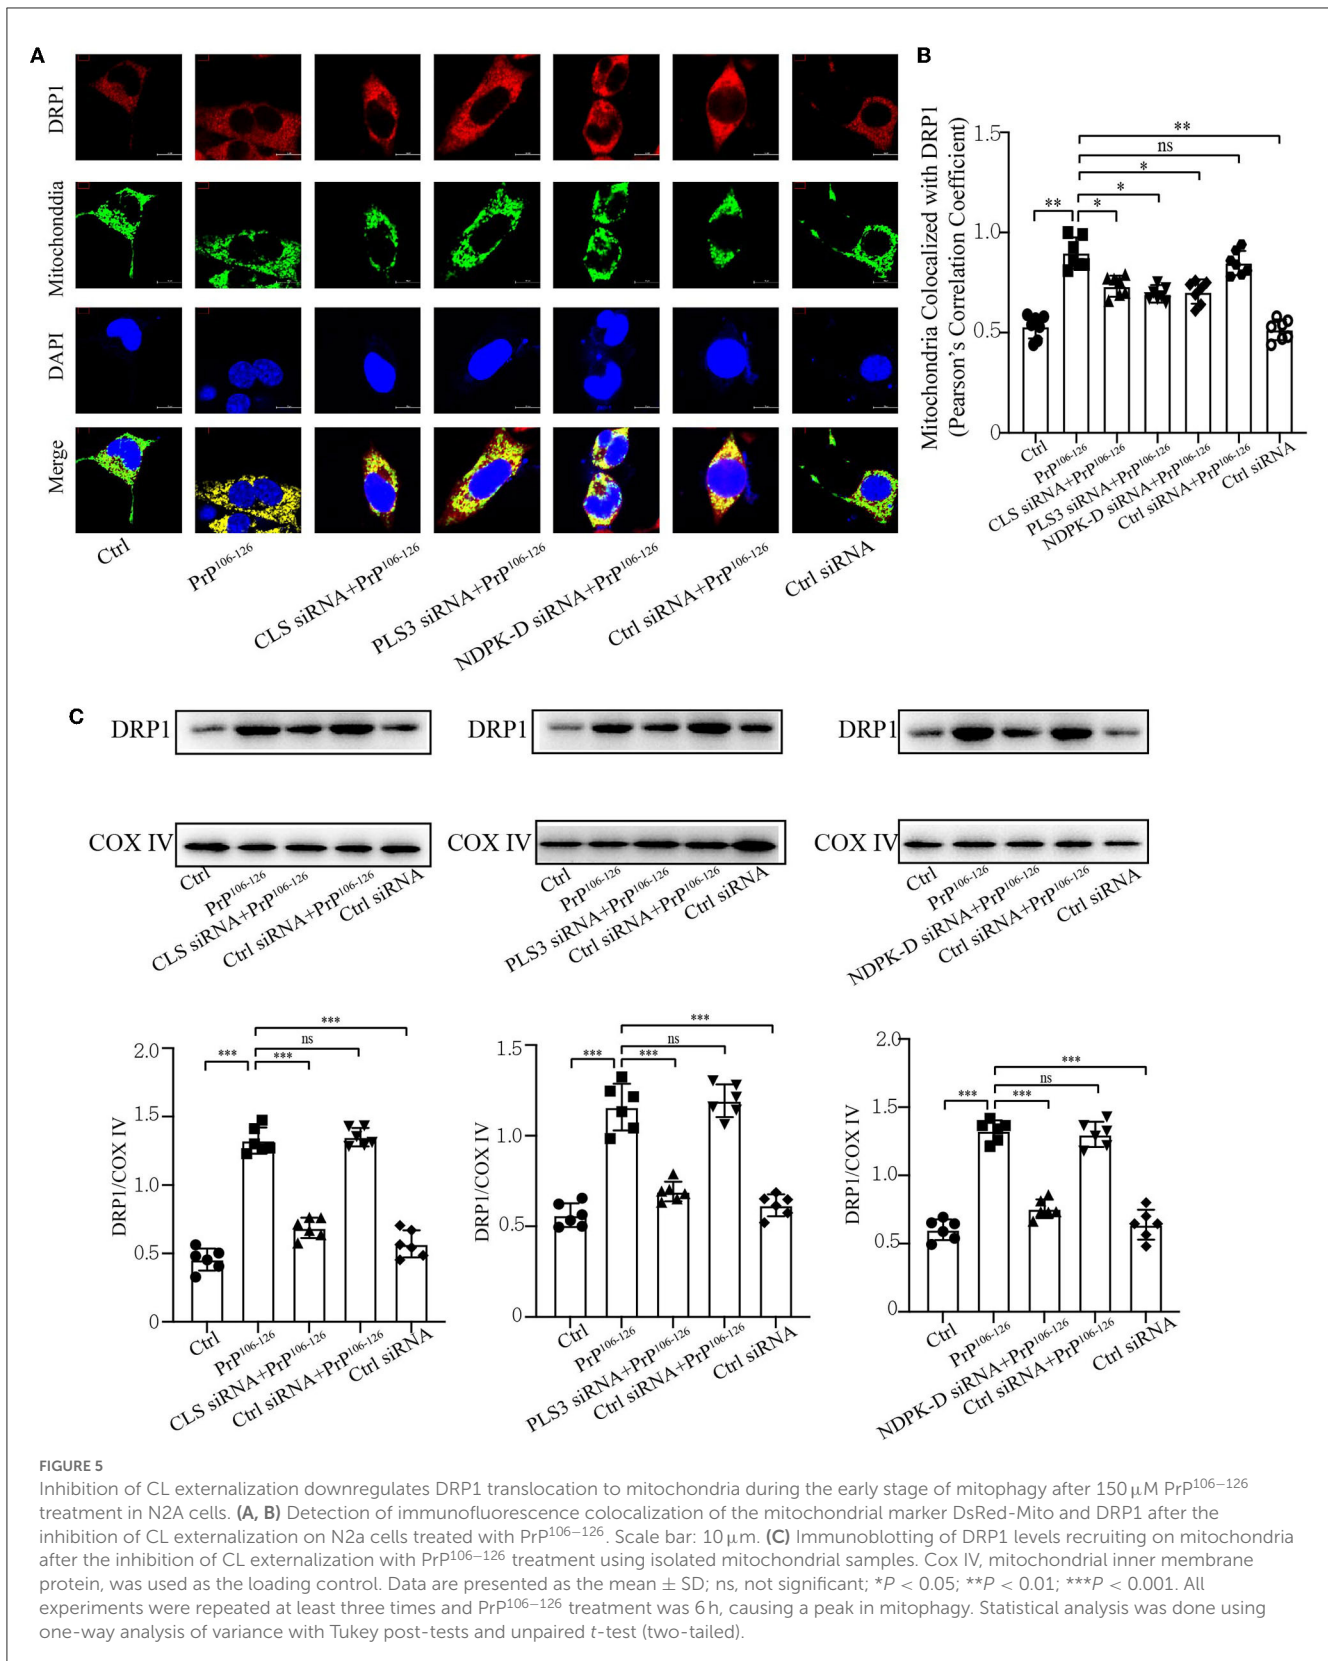 A
B
DRP1
Mitochonddia
DAPI
Merge
Ctrl
PrP106-126
CLS siRNA+PrP106-126
PLS3 siRNA+PrP106-126
NDPK-D siRNA+PrP106-126
Ctrl siRNA+PrP106-126
Ctrl siRNA
Mitochondria Colocalized with DRP1
(Pearson's Correlation Coefficient)
1.5
1.0
0.5
0
**
*
*
*
ns
**
Ctrl
PrP106-126
CLS siRNA+PrP106-126
PLS3 siRNA+PrP106-126
NDPK-D siRNA+PrP106-126
Ctrl siRNA+PrP106-126
Ctrl siRNA
C
DRP1
COX IV
Ctrl
PrP106-126
CLS siRNA+PrP106-126
Ctrl siRNA+PrP106-126
Ctrl siRNA
DRP1
COX IV
Ctrl
PrP106-126
PLS3 siRNA+PrP106-126
Ctrl siRNA+PrP106-126
Ctrl siRNA
DRP1
COX IV
Ctrl
PrP106-126
NDPK-D siRNA+PrP106-126
Ctrl siRNA+PrP106-126
Ctrl siRNA
DRP1/COX IV
2.0
1.5
1.0
0.5
0
***
***
ns
***
Ctrl
PrP106-126
CLS siRNA+PrP106-126
Ctrl siRNA+PrP106-126
Ctrl siRNA
DRP1/COX IV
1.5
1.0
0.5
0
***
***
ns
***
Ctrl
PrP106-126
PLS3 siRNA+PrP106-126
Ctrl siRNA+PrP106-126
Ctrl siRNA
DRP1/COX IV
2.0
1.5
1.0
0.5
0
***
***
ns
***
Ctrl
PrP106-126
NDPK-D siRNA+PrP106-126
Ctrl siRNA+PrP106-126
Ctrl siRNA
FIGURE 5
Inhibition of CL externalization downregulates DRP1 translocation to mitochondria during the early stage of mitophagy after 150 μM PrP106−126
treatment in N2A cells. (A, B) Detection of immunofluorescence colocalization of the mitochondrial marker DsRed-Mito and DRP1 after the
inhibition of CL externalization on N2a cells treated with PrP106−126. Scale bar: 10 μm. (C) Immunoblotting of DRP1 levels recruiting on mitochondria
after the inhibition of CL externalization with PrP106−126 treatment using isolated mitochondrial samples. Cox IV, mitochondrial inner membrane
protein, was used as the loading control. Data are presented as the mean ± SD; ns, not significant; *P < 0.05; **P < 0.01; ***P < 0.001. All
experiments were repeated at least three times and PrP106−126 treatment was 6 h, causing a peak in mitophagy. Statistical analysis was done using
one-way analysis of variance with Tukey post-tests and unpaired t-test (two-tailed).